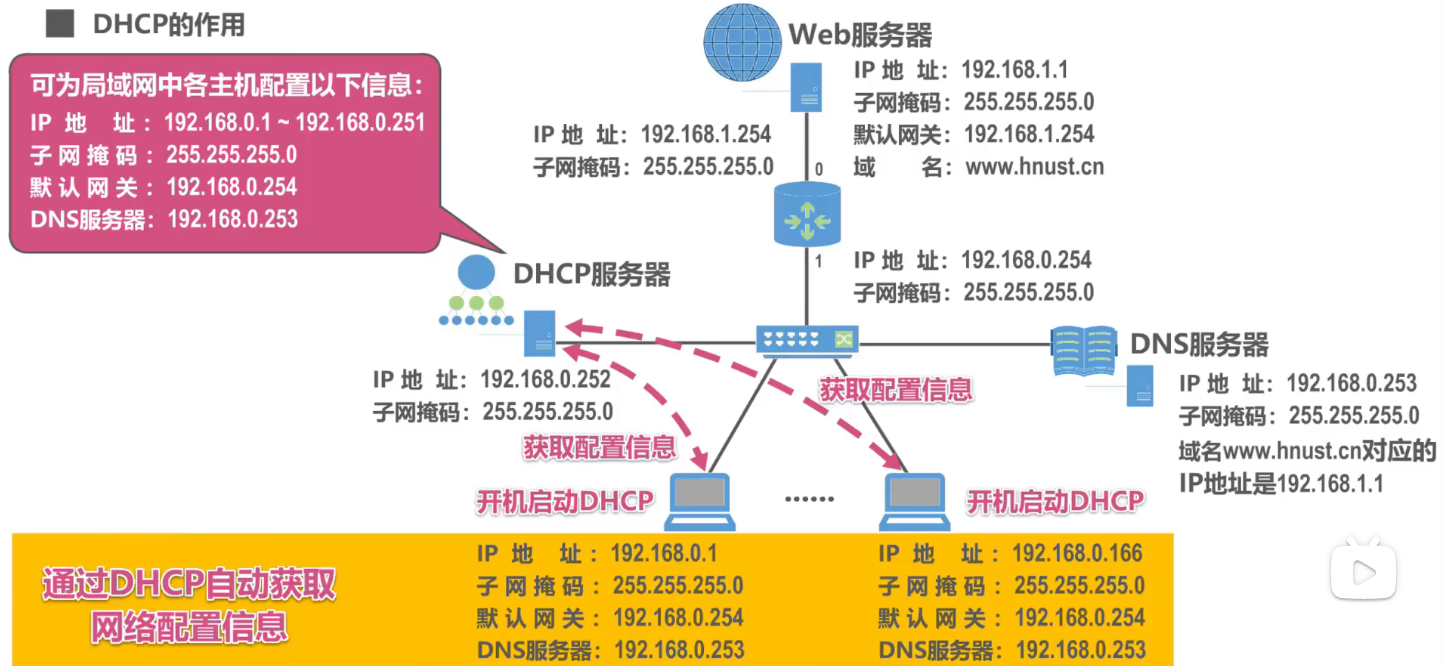 DHCP的作用
可为局域网中各主机配置以下信息：
IP 地 址：192.168.0.1 ~ 192.168.0.251
子网掩码：255.255.255.0
默认网关：192.168.0.254
DNS服务器：192.168.0.253
Web服务器
IP 地 址：192.168.1.1
子网掩码：255.255.255.0
默认网关：192.168.1.254
域 名：www.hnust.cn
IP 地 址：192.168.1.254
子网掩码：255.255.255.0
0
1
IP 地 址：192.168.0.254
子网掩码：255.255.255.0
DHCP服务器
IP 地 址：192.168.0.252
子网掩码：255.255.255.0
DNS服务器
IP 地 址：192.168.0.253
子网掩码：255.255.255.0
域名www.hnust.cn对应的
IP地址是192.168.1.1
获取配置信息
获取配置信息
开机启动DHCP
……
开机启动DHCP
通过DHCP自动获取
网络配置信息
IP 地 址：192.168.0.1
子网掩码：255.255.255.0
默认网关：192.168.0.254
DNS服务器：192.168.0.253
IP 地 址：192.168.0.166
子网掩码：255.255.255.0
默认网关：192.168.0.254
DNS服务器：192.168.0.253